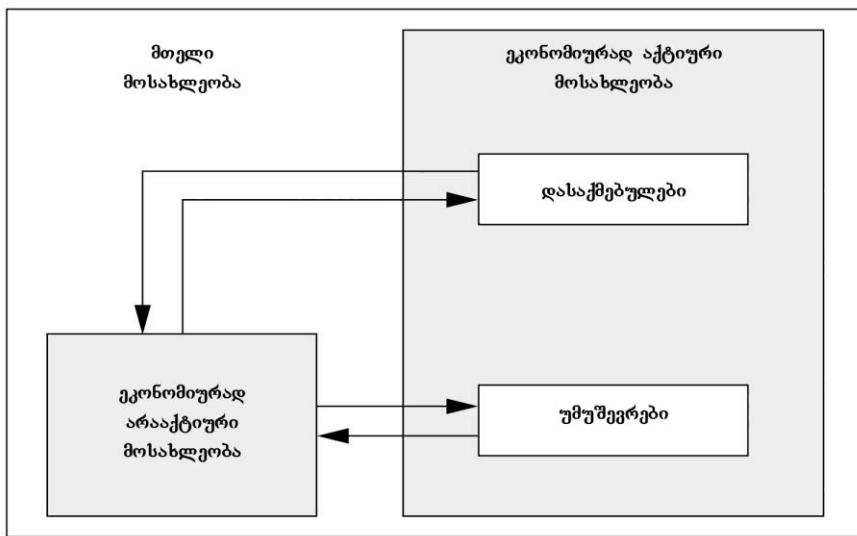 მთელი
მოსახლეობა
ეკონომიურად აქტიური
მოსახლეობა
დასაქმებულები
ეკონომიურად
არააქტიური
მოსახლეობა
უმუშევრები